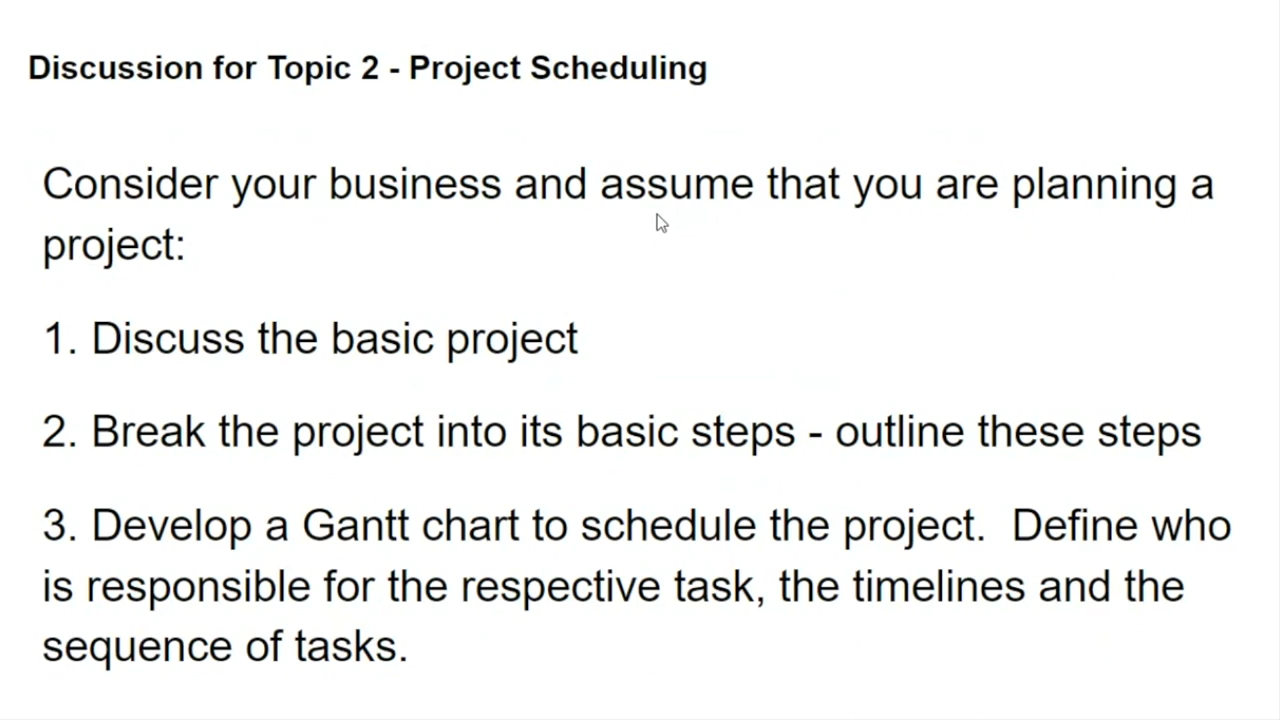 Discussion for Topic 2 - Project Scheduling
Consider your business and assume that you are planning a
project:
1. Discuss the basic project
2. Break the project into its basic steps - outline these steps
3. Develop a Gantt chart to schedule the project.  Define who
is responsible for the respective task, the timelines and the
sequence of tasks.